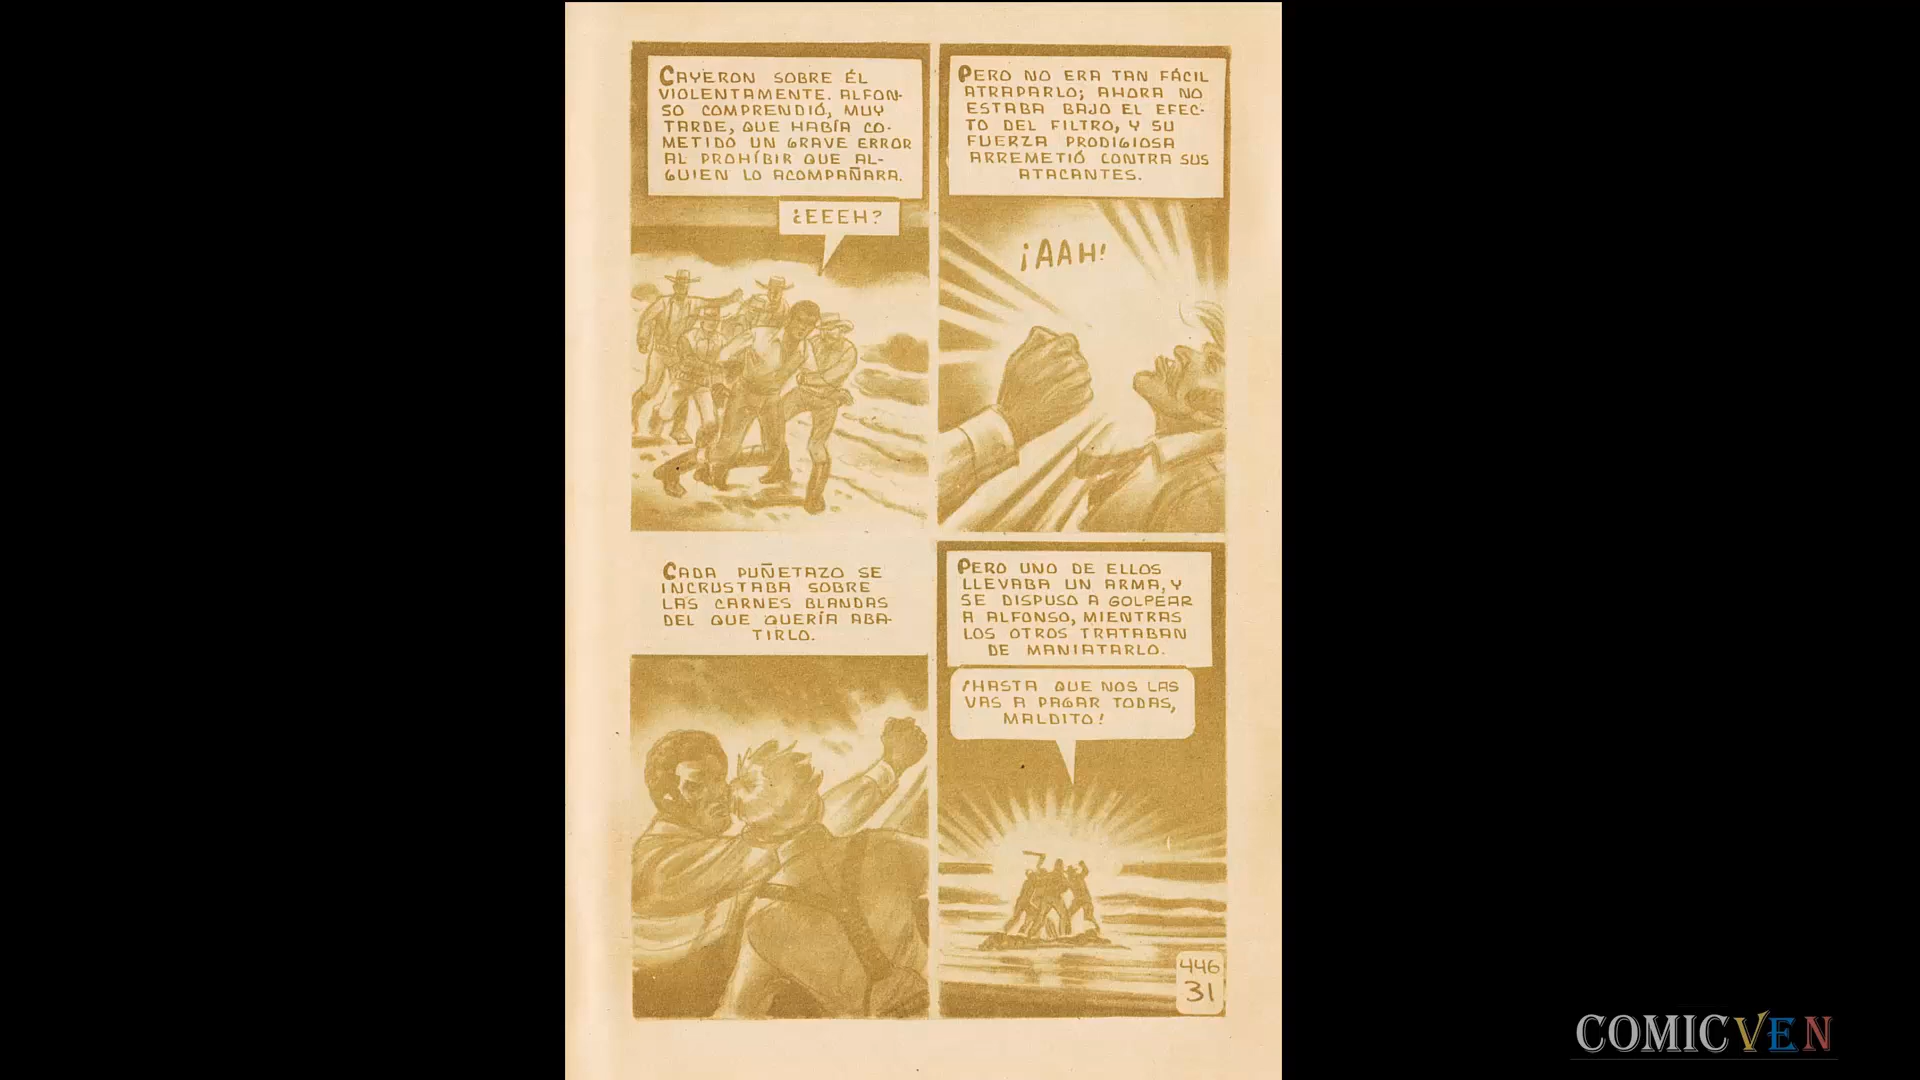 CAYERON SOBRE ÉL
VIOLENTAMENTE. ALFON-
SO COMPRENDIÓ, MUY
TARDE, QUE HABÍA CO-
METIDO UN GRAVE ERROR
AL PROHÍBIR QUE AL-
GUIEN LO ACOMPAÑARA.
¿EEEH?
PERO NO ERA TAN FÁCIL
ATRAPARLO; AHORA NO
ESTABA BAJO EL EFEC-
TO DEL FILTRO, Y SU
FUERZA PRODIGIOSA
ARREMETIÓ CONTRA SUS
ATACANTES.
¡AAH!
CADA PUÑETAZO SE
INCRUSTABA SOBRE
LAS CARNES BLANDAS
DEL QUE QUERÍA ABA-
TIRLO.
PERO UNO DE ELLOS
LLEVABA UN ARMA, Y
SE DISPUSO A GOLPEAR
A ALFONSO, MIENTRAS
LOS OTROS TRATABAN
DE MANIATARLO.
¡HASTA QUE NOS LAS
VAS A PAGAR TODAS,
MALDITO!
446
31
COMICVEN